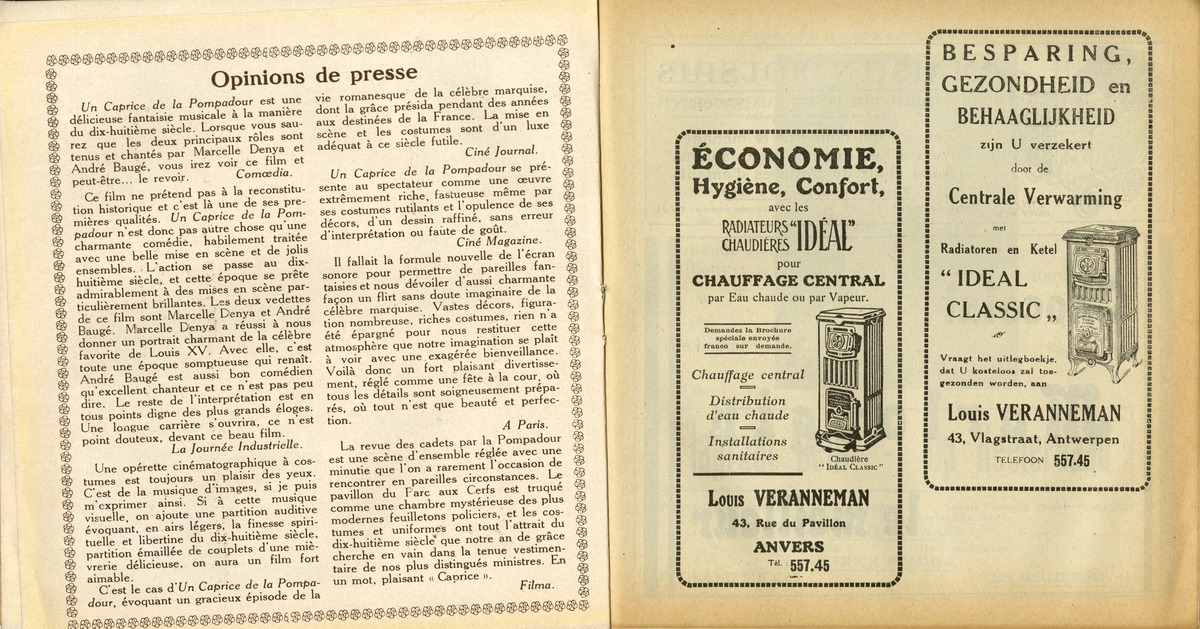 Opinions de presse
Un Caprice de la Pompadour est une
délicieuse fantaisie musicale à la manière
du dix-huitième siècle. Lorsque vous sau-
rez que les deux principaux rôles sont
tenus et chantés par Marcelle Denya et
André Baugé, vous irez voir ce film et
peut-être... le revoir. Comœdia.
Ce film ne prétend pas à la reconstitu-
tion historique et c'est là une de ses pre-
mières qualités. Un Caprice de la Pom-
padour n'est donc pas autre chose qu'une
charmante comédie, habilement traitée
avec une belle mise en scène et de jolis
ensembles. L'action se passe au dix-
huitième siècle, et cette époque se prête
admirablement à des mises en scène par-
ticulièrement brillantes. Les deux vedettes
de ce film sont Marcelle Denya et André
Baugé. Marcelle Denya a réussi à nous
donner un portrait charmant de la célèbre
favorite de Louis XV. Avec elle, c'est
toute une époque somptueuse qui renaît.
André Baugé est aussi bon comédien
qu'excellent chanteur et ce n'est pas peu
dire. Le reste de l'interprétation est en
tous points digne des plus grands éloges.
Une longue carrière s'ouvrira, ce n'est
point douteux, devant ce beau film.
La Journée Industrielle.
Une opérette cinématographique à cos-
tumes est toujours un plaisir des yeux.
C'est de la musique d'images, si je puis
m'exprimer ainsi. Si à cette musique
visuelle, on ajoute une partition auditive
évoquant, en airs légers, la finesse spiri-
tuelle et libertine du dix-huitième siècle,
partition émaillée de couplets d'une miè-
vrerie délicieuse, on aura un film fort
aimable.
C'est le cas d'Un Caprice de la Pompa-
dour, évoquant un gracieux épisode de la
vie romanesque de la célèbre marquise,
dont la grâce présida pendant des années
aux destinées de la France. La mise en
scène et les costumes sont d'un luxe
adéquat à ce siècle futile.
Ciné Journal.
Un Caprice de la Pompadour se pré-
sente au spectateur comme une œuvre
extrêmement riche, fastueuse même par
ses costumes rutilants et l'opulence de ses
décors, d'un dessin raffiné, sans erreur
d'interprétation ou faute de goût.
Ciné Magazine.
Il fallait la formule nouvelle de l'écran
sonore pour permettre de pareilles fan-
taisies et nous dévoiler d'aussi charmante
façon un flirt sans doute imaginaire de la
célèbre marquise. Vastes décors, figura-
tion nombreuse, riches costumes, rien n'a
été épargné pour nous restituer cette
atmosphère que notre imagination se plaît
à voir avec une exagérée bienveillance.
Voilà donc un fort plaisant divertisse-
ment, réglé comme une fête à la cour, où
tous les détails sont soigneusement prépa-
rés, où tout n'est que beauté et perfec-
tion.
A Paris.
La revue des cadets par la Pompadour
est une scène d'ensemble réglée avec une
minutie que l'on a rarement l'occasion de
rencontrer en pareilles circonstances. Le
pavillon du Parc aux Cerfs est truqué
comme une chambre mystérieuse des plus
modernes feuilletons policiers, et les cos-
tumes et uniformes ont tout l'attrait du
dix-huitième siècle que notre an de grâce
cherche en vain dans la tenue vestimen-
taire de nos plus distingués ministres. En
un mot, plaisant « Caprice ».
Filma.
ÉCONOMIE,
Hygiène, Confort,
avec les
RADIATEURS
CHAUDIÈRES "IDÉAL"
pour
CHAUFFAGE CENTRAL
par Eau chaude ou par Vapeur.
Demandez la Brochure
spéciale envoyée
franco sur demande.
Chauffage central
Distribution
d'eau chaude
Installations
sanitaires
Chaudière
"IDÉAL CLASSIC"
Louis VERANNEMAN
43, Rue du Pavillon
ANVERS
Tél. 557.45
BESPARING,
GEZONDHEID en
BEHAAGLIJKHEID
zijn U verzekert
door de
Centrale Verwarming
met
Radiatoren en Ketel
"IDEAL
CLASSIC „
Vraagt het uitlegboekje,
dat U kosteloos zal toe-
gezonden worden, aan
Louis VERANNEMAN
43, Vlagstraat, Antwerpen
TELEFOON 557.45